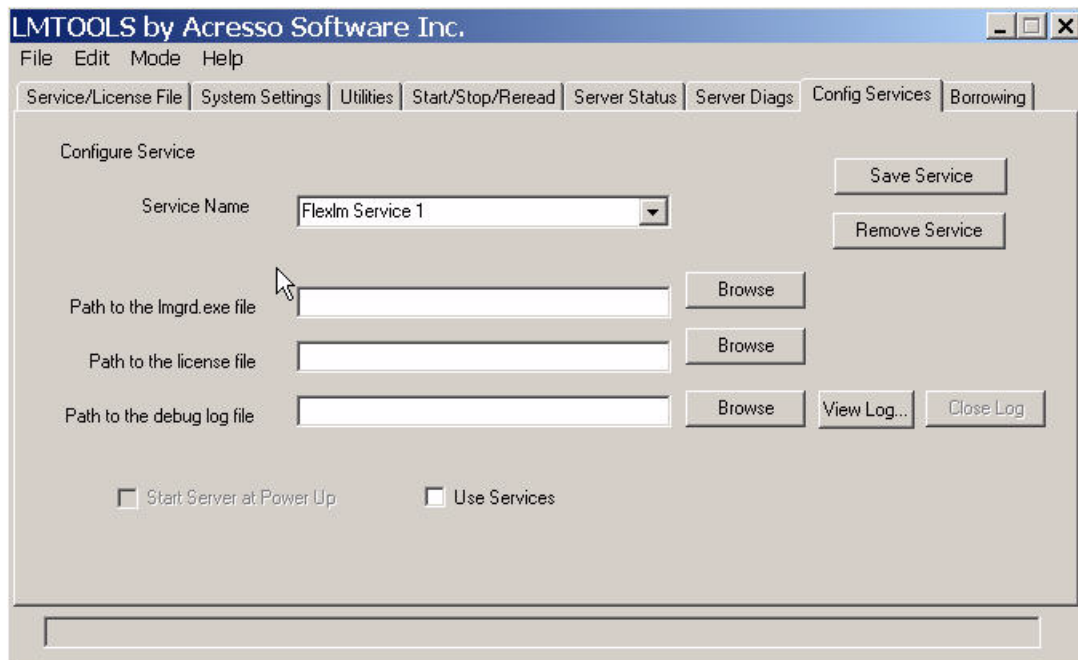 LMTOOLS by Acresso Software Inc.
File Edit Mode Help
Service/License File System Settings Utilities Start/Stop/Reread Server Status Server Diags Config Services Borrowing
Configure Service
Save Service
Service Name Flexlm Service 1
Remove Service
Path to the lmgrd.exe file Browse
Path to the license file Browse
Path to the debug log file Browse View Log... Close Log
Start Server at Power Up Use Services